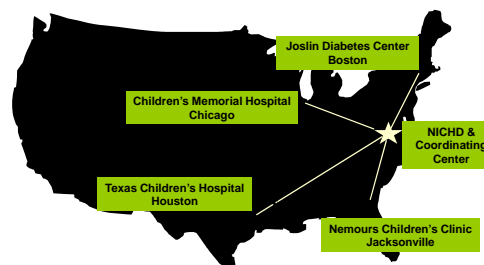 Joslin Diabetes Center
Boston
Children's Memorial Hospital
Chicago
NICHD &
Coordinating
Center
Texas Children's Hospital
Houston
Nemours Children's Clinic
Jacksonville